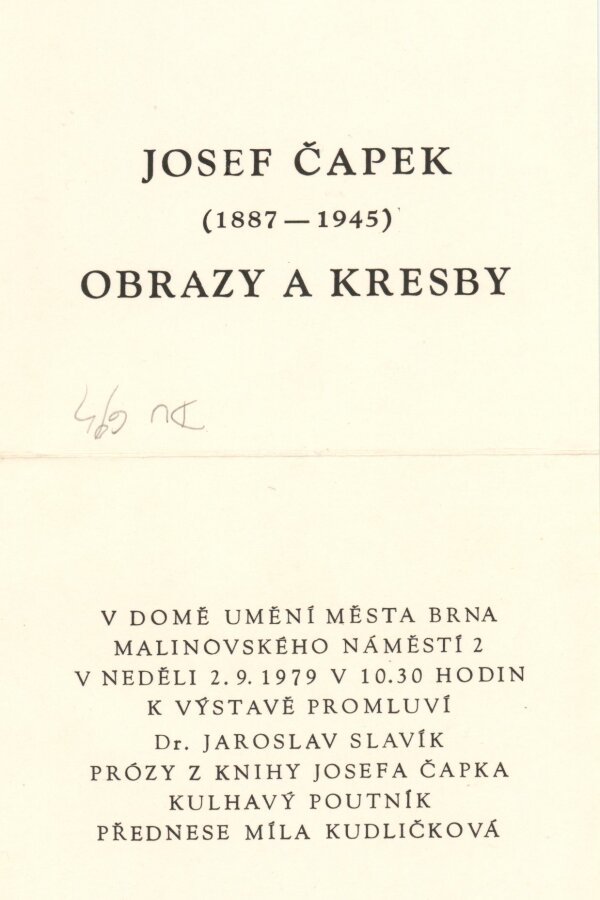 JOSEF ČAPEK
(1887—1945)
OBRAZY A KRESBY
V DOMĚ UMĚNÍ MĚSTA BRNA
MALINOVSKÉHO NÁMĚSTÍ 2
V NEDĚLI 2.9.1979 V 10.30 HODIN
K VÝSTAVĚ PROMLUVÍ
Dr. JAROSLAV SLAVÍK
PRÓZY Z KNIHY JOSEFA ČAPKA
KULHAVÝ POUTNÍK
PŘEDNESE MÍLA KUDLIČKOVÁ